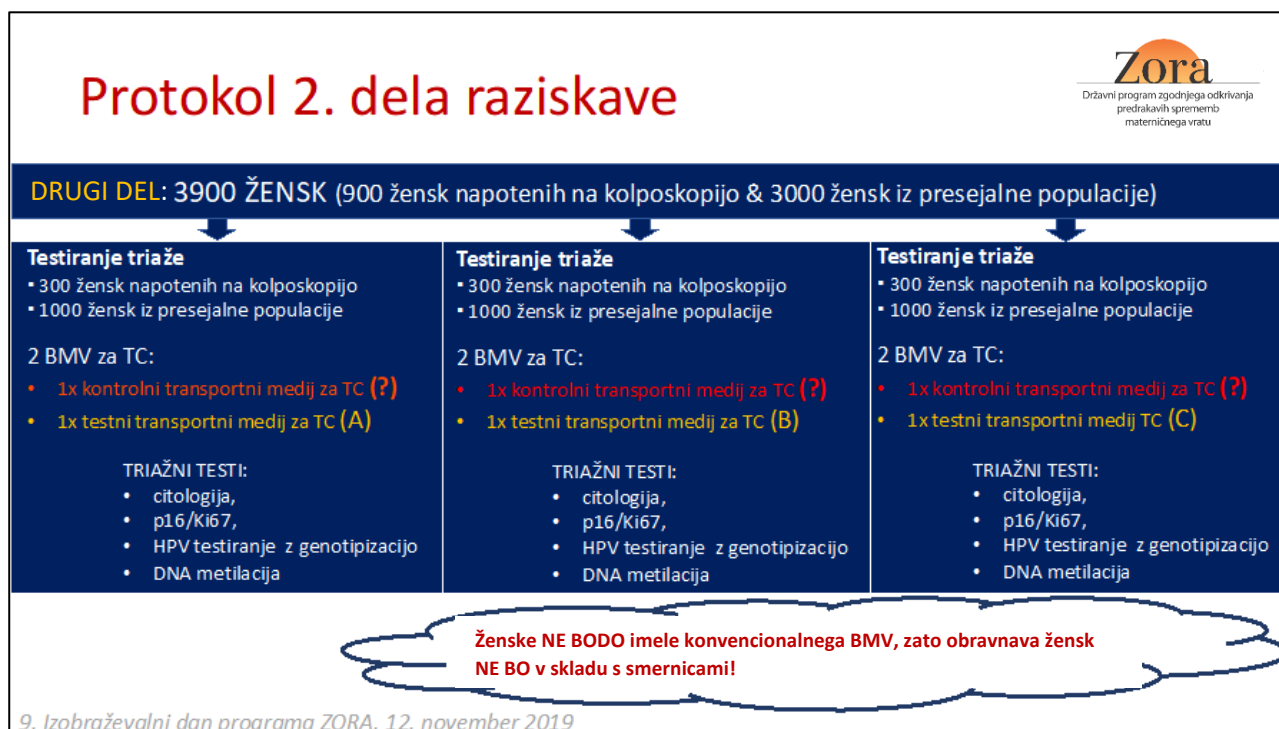 Protokol 2. dela raziskave
Zora
Državni program zgodnjega odkrivanja
predrakavih sprememb
materničnega vratu
DRUGI DEL: 3900 ŽENSK (900 žensk napotenih na kolposkopijo & 3000 žensk iz presejalne populacije)
Testiranje triaže
▪ 300 žensk napotenih na kolposkopijo
▪ 1000 žensk iz presejalne populacije
2 BMV za TC:
• 1x kontrolni transportni medij za TC (?)
• 1x testni transportni medij za TC (A)
TRIAŽNI TESTI:
• citologija,
• p16/Ki67,
• HPV testiranje z genotipizacijo
• DNA metilacija
Testiranje triaže
▪ 300 žensk napotenih na kolposkopijo
▪ 1000 žensk iz presejalne populacije
2 BMV za TC:
• 1x kontrolni transportni medij za TC (?)
• 1x testni transportni medij za TC (B)
TRIAŽNI TESTI:
• citologija,
• p16/Ki67,
• HPV testiranje z genotipizacijo
• DNA metilacija
Testiranje triaže
▪ 300 žensk napotenih na kolposkopijo
▪ 1000 žensk iz presejalne populacije
2 BMV za TC:
• 1x kontrolni transportni medij za TC (?)
• 1x testni transportni medij TC (C)
TRIAŽNI TESTI:
• citologija,
• p16/Ki67,
• HPV testiranje z genotipizacijo
• DNA metilacija
Ženske NE BODO imele konvencionalnega BMV, zato obravnava žensk
NE BO v skladu s smernicami!
9. Izobraževalni dan programa ZORA, 12. november 2019